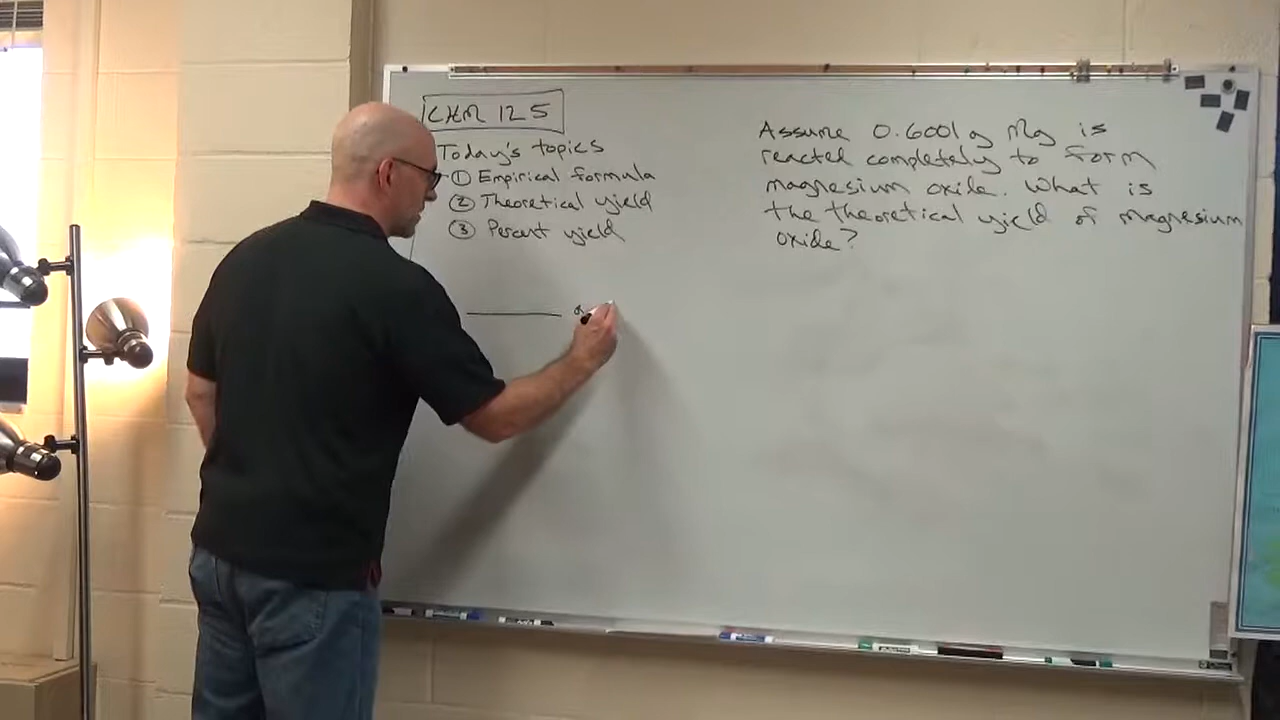 CHM 125
Today's topics
① Empirical formula
② Theoretical yield
③ Percent yield
Assume 0.6001g Mg is
reacted completely to form
magnesium oxide. What is
the theoretical yield of magnesium
oxide?